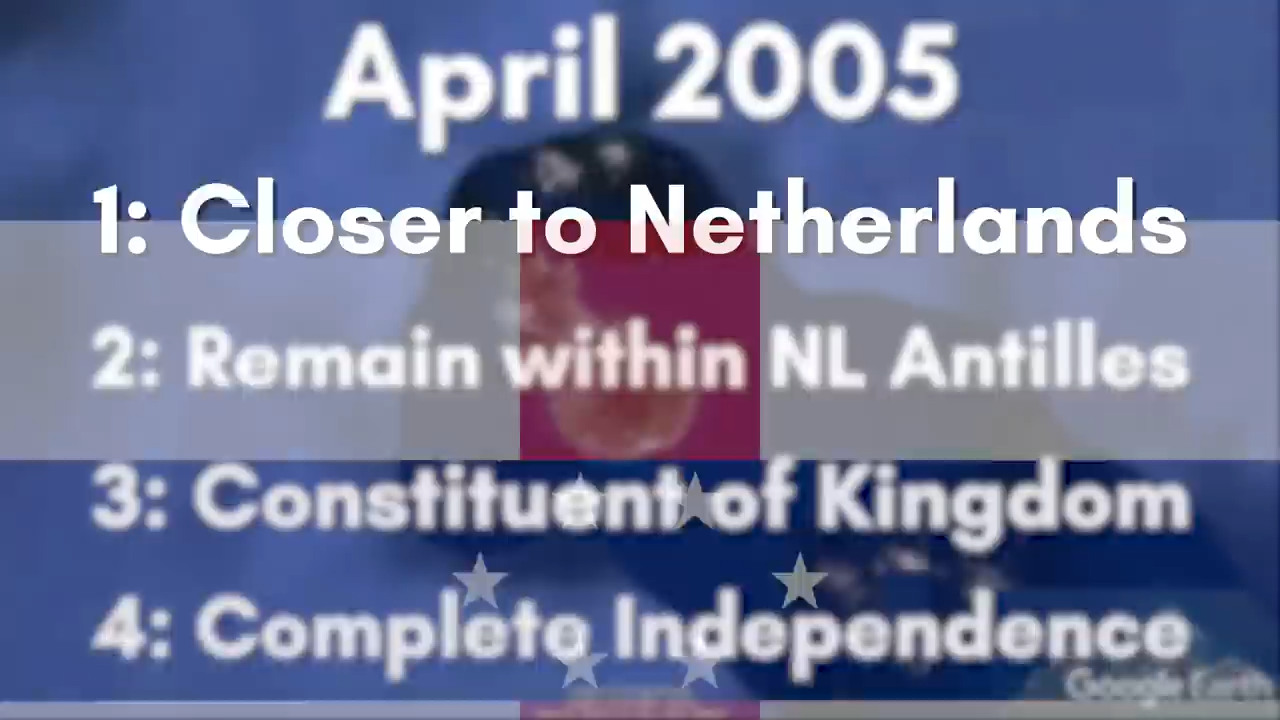 April 2005
1: Closer to Netherlands
2: Remain within NL Antilles
3: Constituent of Kingdom
4: Complete Independence
Google Earth